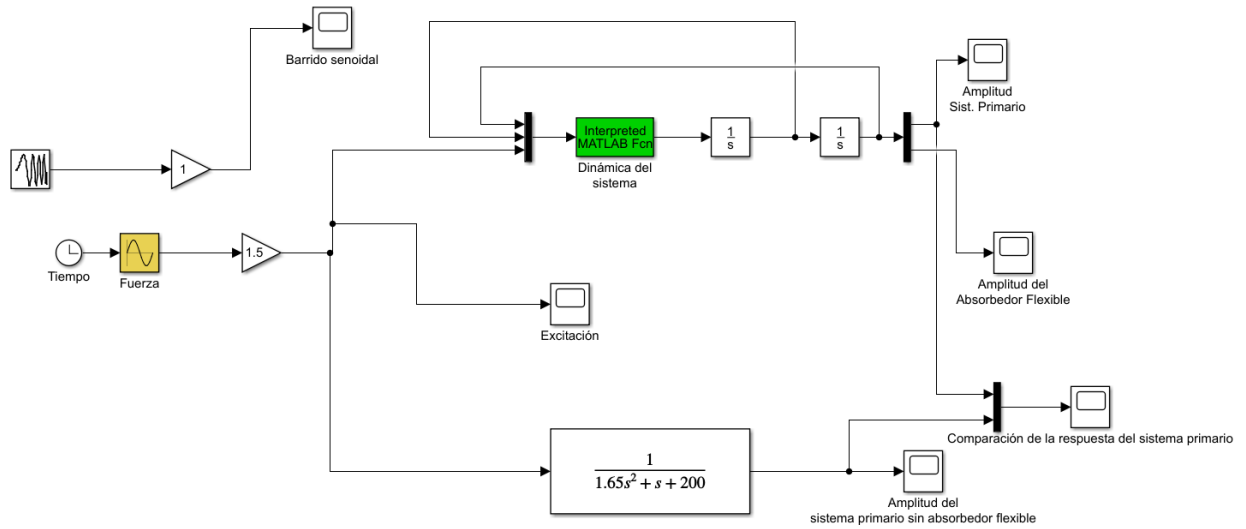 Barrido senoidal
Amplitud
Sist. Primario
Interpreted
MATLAB Fcn
1
s
1
s
Dinámica del
sistema
1
1.5
Tiempo
Fuerza
Amplitud del
Absorbedor Flexible
Excitación
Comparación de la respuesta del sistema primario
1
1.65s²+s+200
Amplitud del
sistema primario sin absorbedor flexible